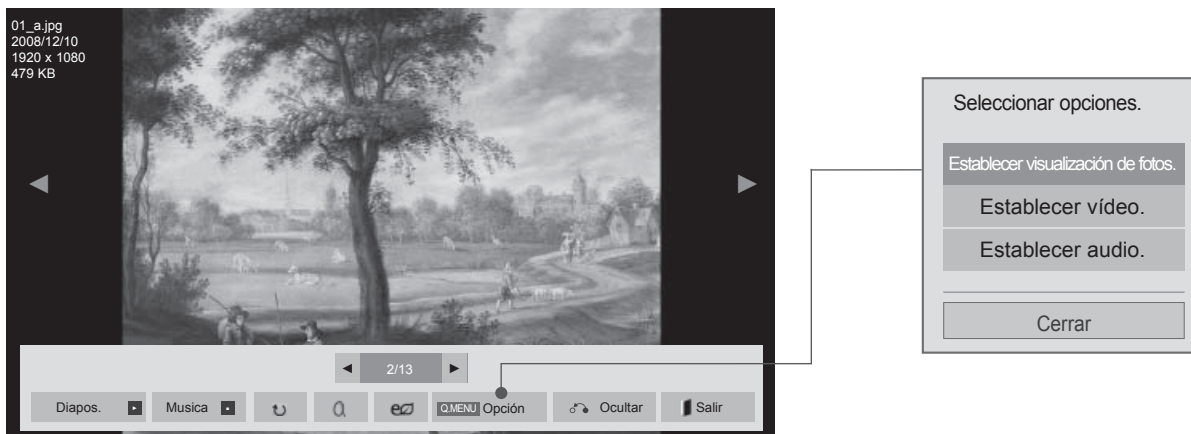 01_a.jpg
2008/12/10
1920 x 1080
479 KB
2/13
Diapos.
Musica
Q.MENU Opción
Ocultar
Salir
Seleccionar opciones.
Establecer visualización de fotos.
Establecer vídeo.
Establecer audio.
Cerrar